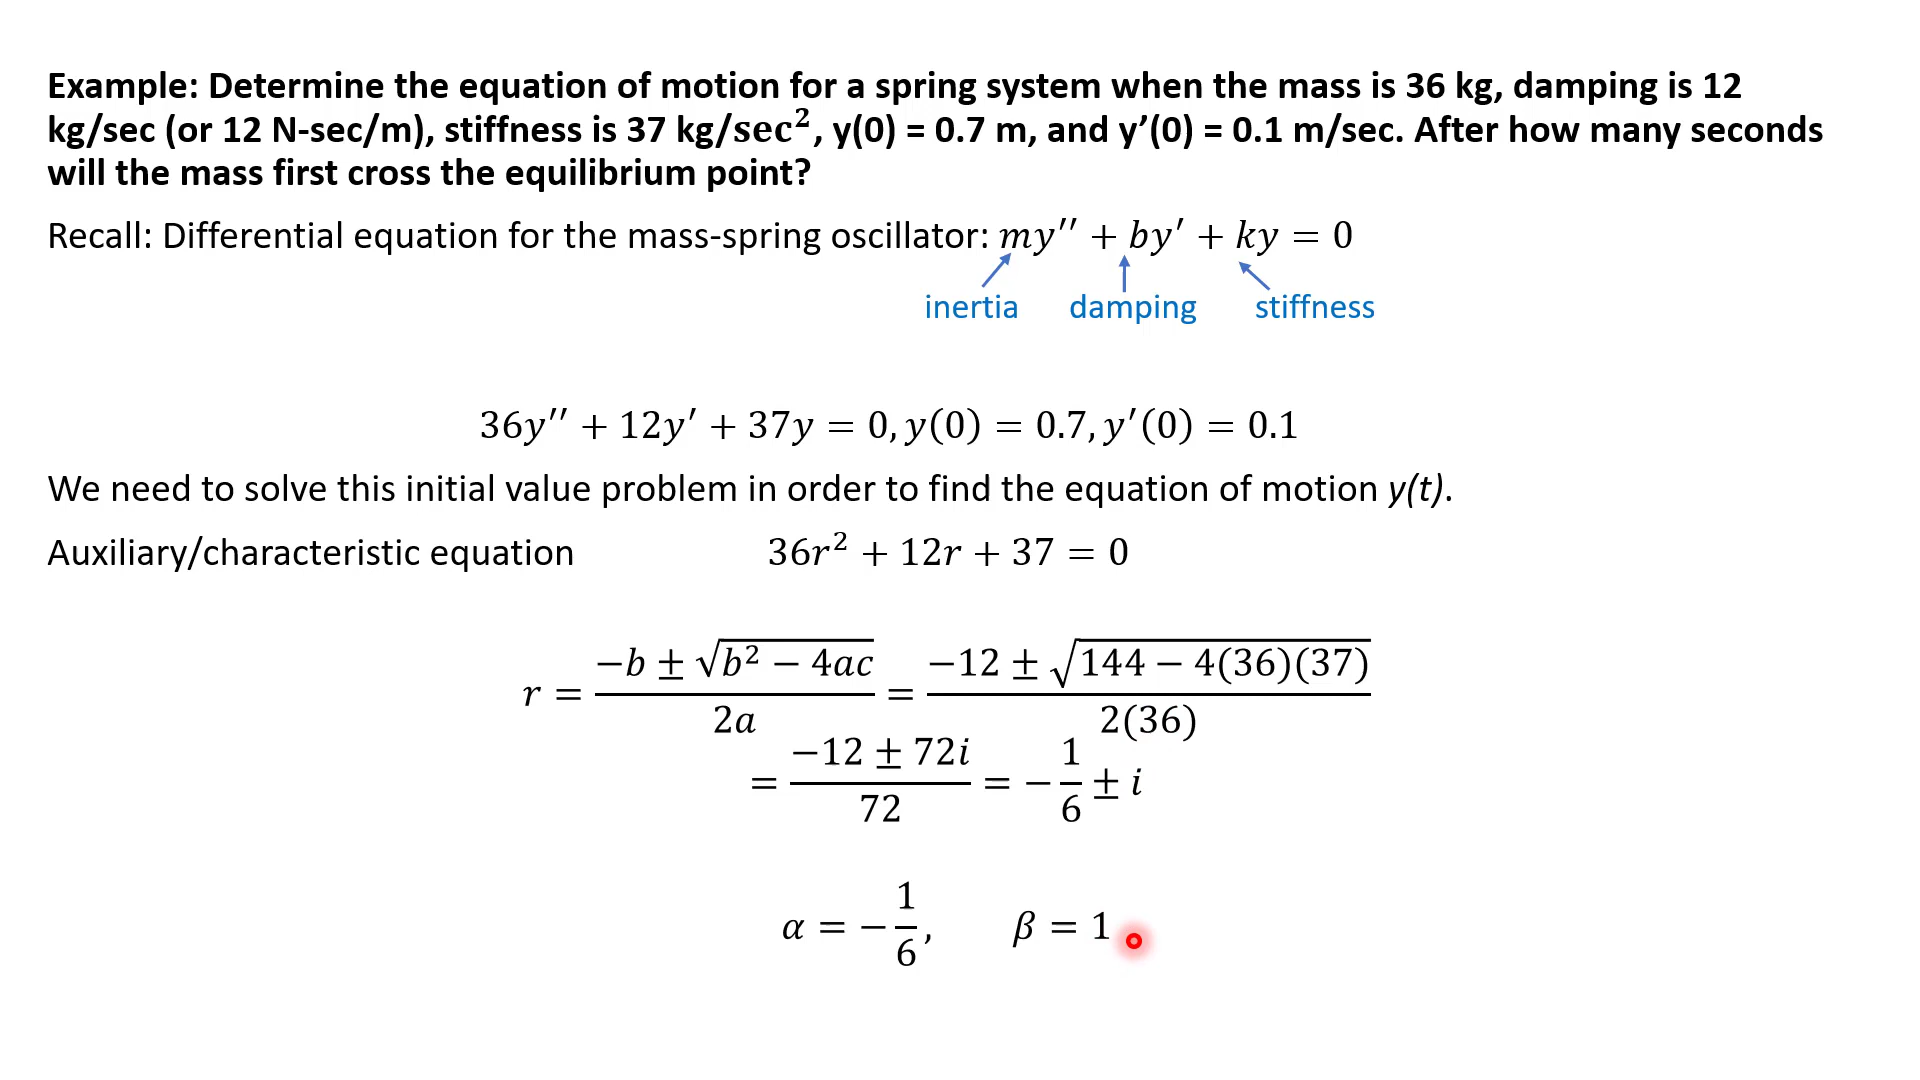 Example: Determine the equation of motion for a spring system when the mass is 36 kg, damping is 12
kg/sec (or 12 N-sec/m), stiffness is 37 kg/sec², y(0) = 0.7 m, and y’(0) = 0.1 m/sec. After how many seconds
will the mass first cross the equilibrium point?
Recall: Differential equation for the mass-spring oscillator: my′′ + by′ + ky = 0
inertia damping stiffness
36y′′ + 12y′ + 37y = 0, y(0) = 0.7, y′(0) = 0.1
We need to solve this initial value problem in order to find the equation of motion y(t).
Auxiliary/characteristic equation 36r² + 12r + 37 = 0
r = (−b ± √(b² − 4ac))/(2a) = (−12 ± √(144 − 4(36)(37)))/(2(36))
= (−12 ± 72i)/72 = −1/6 ± i
α = −1/6, β = 1